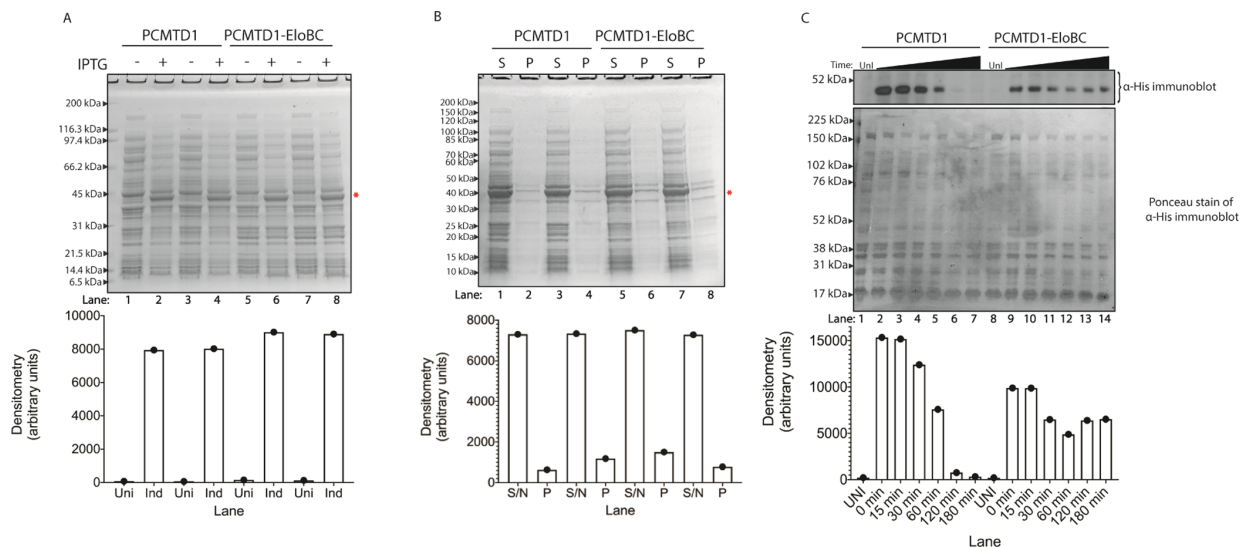 A
PCMTD1 PCMTD1-EloBC
IPTG - + - + - + - +
200 kDa
116.3 kDa
97.4 kDa
66.2 kDa
45 kDa *
31 kDa
21.5 kDa
14.4 kDa
6.5 kDa
Lane: 1 2 3 4 5 6 7 8
Densitometry
(arbitrary units)
10000
8000
6000
4000
2000
0
Uni Ind Uni Ind Uni Ind Uni Ind
Lane
B
PCMTD1 PCMTD1-EloBC
S P S P S P S P
200 kDa
150 kDa
120 kDa
100 kDa
85 kDa
70 kDa
60 kDa
50 kDa
40 kDa *
30 kDa
25 kDa
20 kDa
15 kDa
10 kDa
Lane: 1 2 3 4 5 6 7 8
Densitometry
(arbitrary units)
8000
6000
4000
2000
0
S/N P S/N P S/N P S/N P
Lane
C
PCMTD1 PCMTD1-EloBC
Time: UnI UnI
52 kDa
α-His immunoblot
225 kDa
150 kDa
102 kDa
76 kDa
52 kDa
38 kDa
31 kDa
17 kDa
Ponceau stain of
α-His immunoblot
Lane: 1 2 3 4 5 6 7 8 9 10 11 12 13 14
Densitometry
(arbitrary units)
15000
10000
5000
0
UNI 0 min 15 min 30 min 60 min 120 min 180 min UNI 0 min 15 min 30 min 60 min 120 min 180 min
Lane